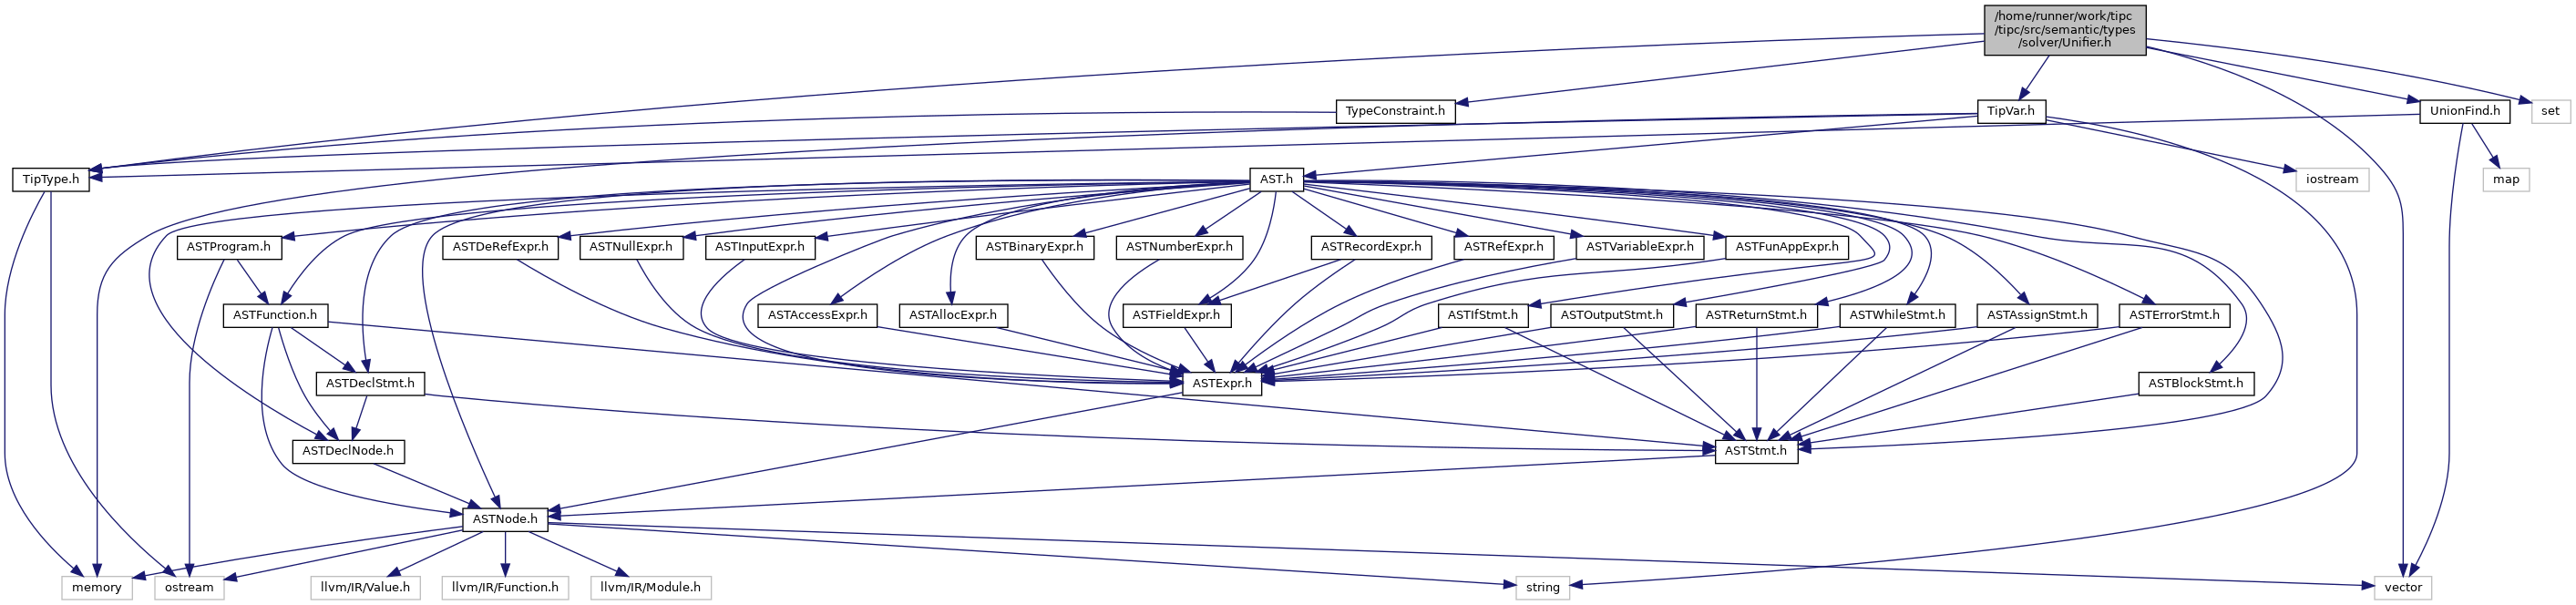 /home/runner/work/tipc
/tipc/src/semantic/types
/solver/Unifier.h
TypeConstraint.h
TipVar.h
UnionFind.h
set
TipType.h
AST.h
iostream
map
ASTProgram.h
ASTDeRefExpr.h
ASTNullExpr.h
ASTInputExpr.h
ASTBinaryExpr.h
ASTNumberExpr.h
ASTRecordExpr.h
ASTRefExpr.h
ASTVariableExpr.h
ASTFunAppExpr.h
ASTFunction.h
ASTAccessExpr.h
ASTAllocExpr.h
ASTFieldExpr.h
ASTIfStmt.h
ASTOutputStmt.h
ASTReturnStmt.h
ASTWhileStmt.h
ASTAssignStmt.h
ASTErrorStmt.h
ASTDeclStmt.h
ASTExpr.h
ASTBlockStmt.h
ASTDeclNode.h
ASTStmt.h
ASTNode.h
memory
ostream
llvm/IR/Value.h
llvm/IR/Function.h
llvm/IR/Module.h
string
vector